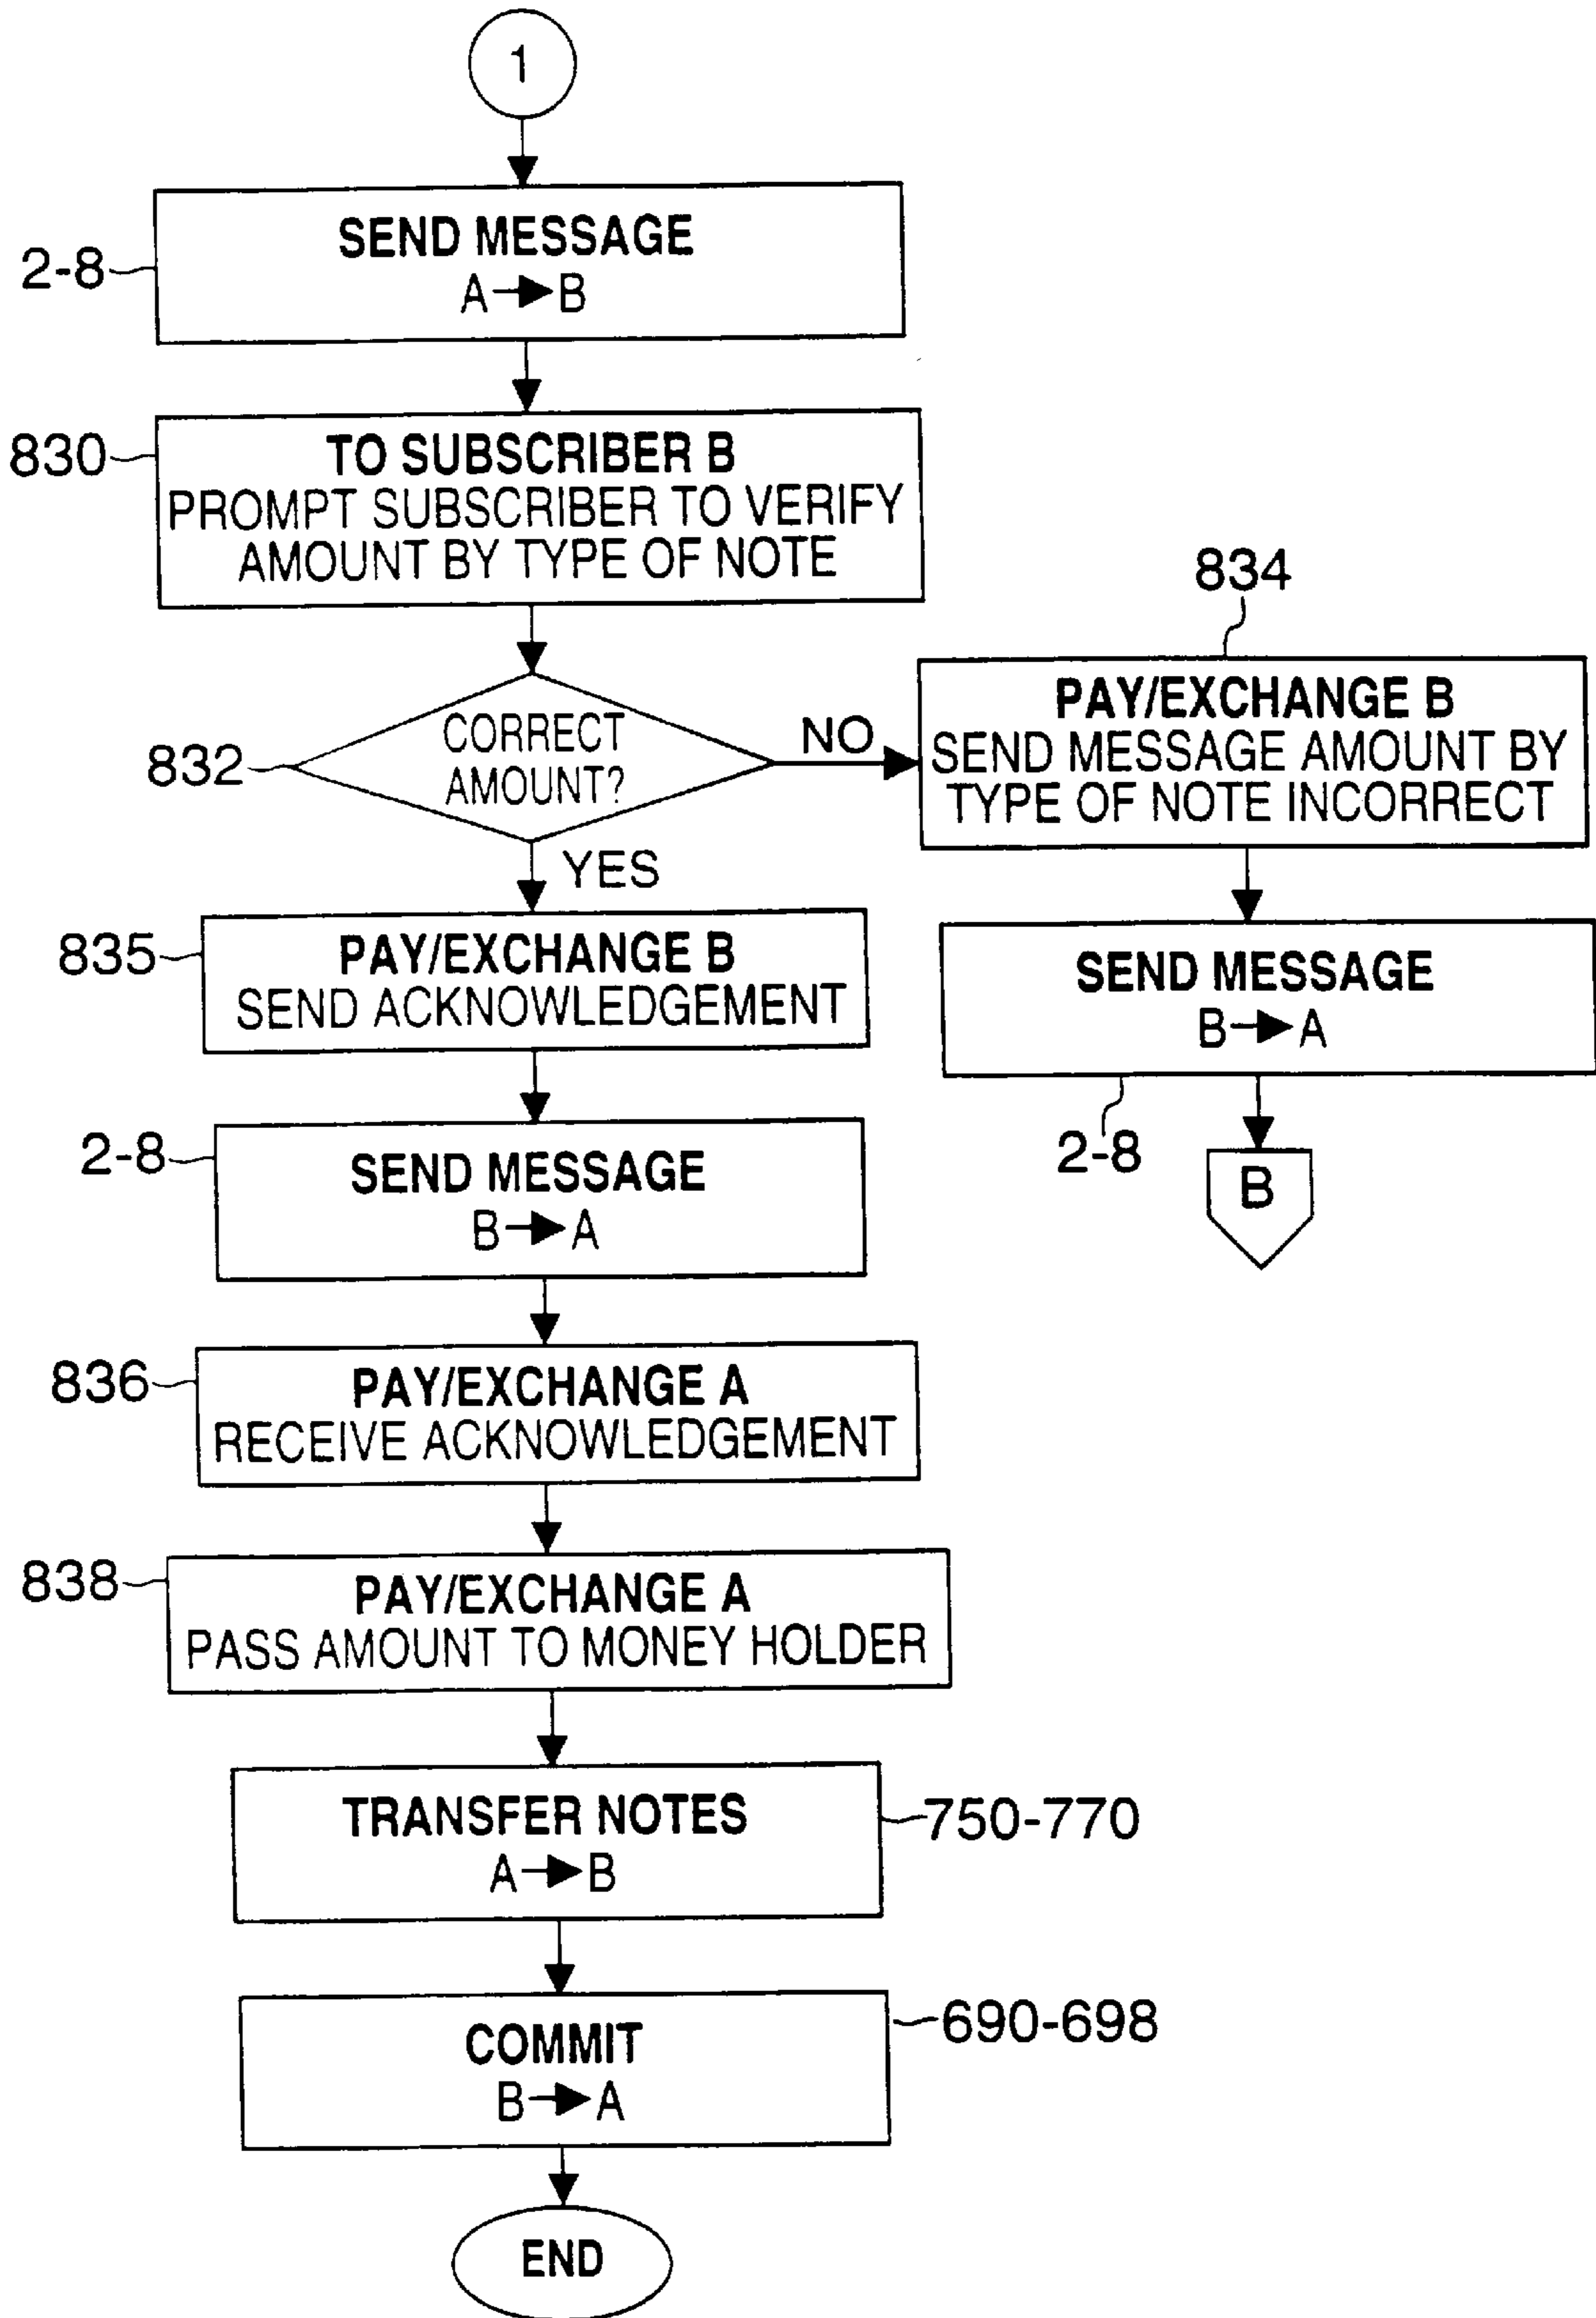 1
SEND MESSAGE
A→B
2-8
TO SUBSCRIBER B
PROMPT SUBSCRIBER TO VERIFY
AMOUNT BY TYPE OF NOTE
830
CORRECT
AMOUNT?
832
NO
834
PAY/EXCHANGE B
SEND MESSAGE AMOUNT BY
TYPE OF NOTE INCORRECT
SEND MESSAGE
B→A
2-8
B
YES
835
PAY/EXCHANGE B
SEND ACKNOWLEDGEMENT
2-8
SEND MESSAGE
B→A
836
PAY/EXCHANGE A
RECEIVE ACKNOWLEDGEMENT
838
PAY/EXCHANGE A
PASS AMOUNT TO MONEY HOLDER
TRANSFER NOTES
A→B
750-770
COMMIT
B→A
690-698
END